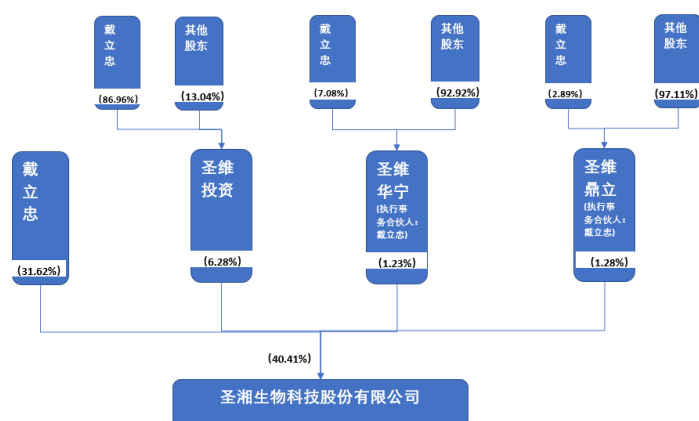 戴
立
忠
(86.96%)
其他
股东
(13.04%)
戴
立
忠
(7.08%)
其他
股东
(92.92%)
戴
立
忠
(2.89%)
其他
股东
(97.11%)
戴
立
忠
(31.62%)
圣维
投资
(6.28%)
圣维
华宁
(执行事
务合伙人：
戴立忠)
(1.23%)
圣维
鼎立
(执行事
务合伙人：
戴立忠)
(1.28%)
(40.41%)
圣湘生物科技股份有限公司